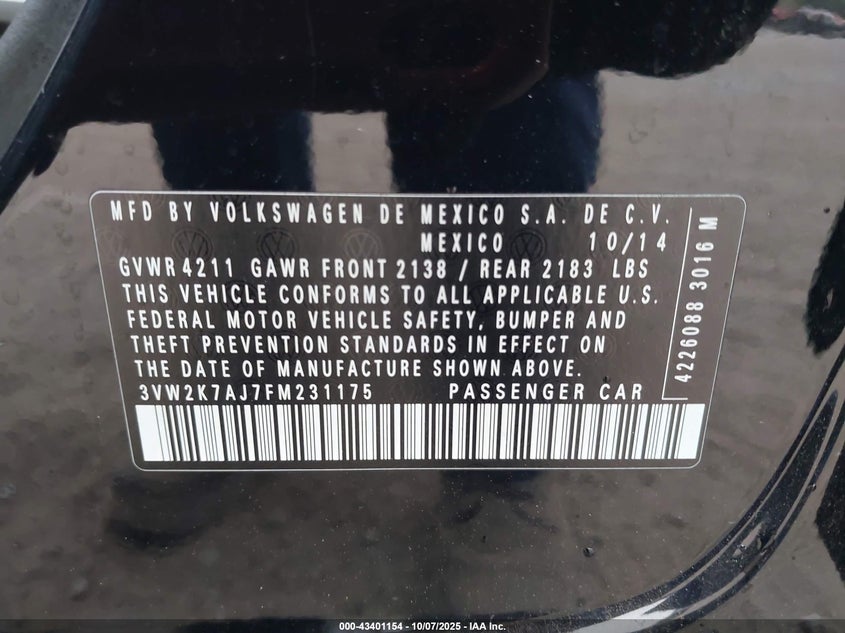 MFD BY VOLKSWAGEN DE MEXICO S.A. DE C.V.
MEXICO 10/14
GVWR 4211 GAWR FRONT 2138 / REAR 2183 LBS
THIS VEHICLE CONFORMS TO ALL APPLICABLE U.S.
FEDERAL MOTOR VEHICLE SAFETY, BUMPER AND
THEFT PREVENTION STANDARDS IN EFFECT ON
THE DATE OF MANUFACTURE SHOWN ABOVE.
3VW2K7AJ7FM231175 PASSENGER CAR
4226088 3016 M
000-43401154 - 10/07/2025 - IAA Inc.